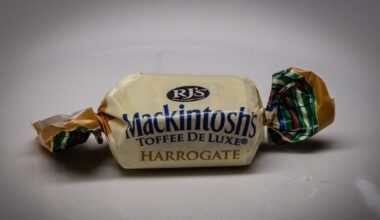 RJ'S
Mackintosh's
TOFFEE DE LUXE®
HARROGATE